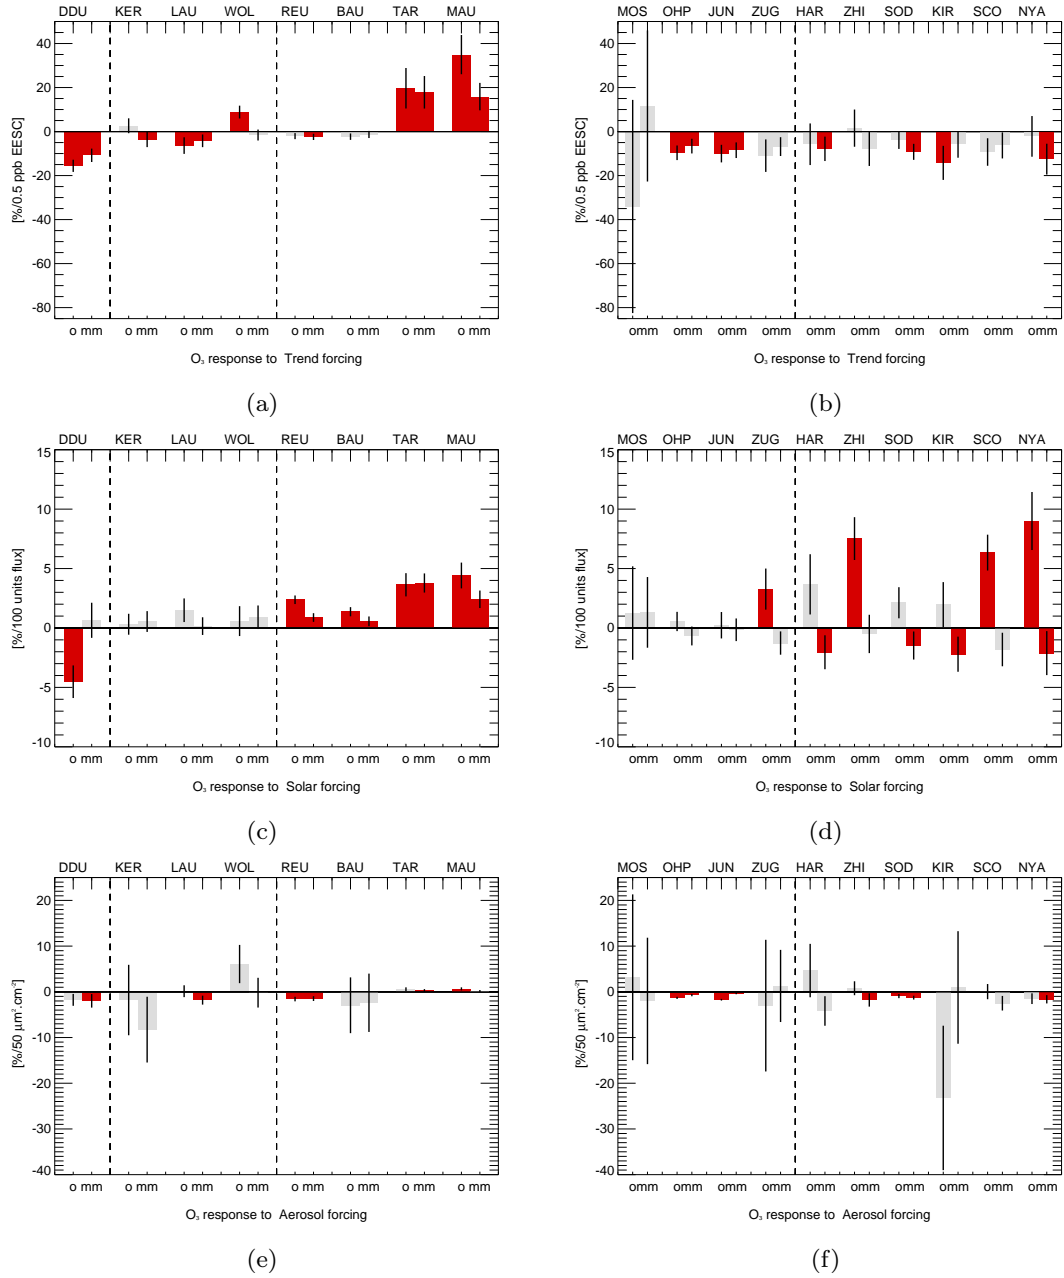 DDU KER LAU WOL REU BAU TAR MAU
40
20
0
-20
-40
-60
-80
[%/0.5 ppb EESC]
o mm o mm o mm o mm o mm o mm o mm o mm
O₃ response to Trend forcing
(a)
MOS OHP JUN ZUG HAR ZHI SOD KIR SCO NYA
40
20
0
-20
-40
-60
-80
[%/0.5 ppb EESC]
omm omm omm omm omm omm omm omm omm omm
O₃ response to Trend forcing
(b)
DDU KER LAU WOL REU BAU TAR MAU
15
10
5
0
-5
-10
[%/100 units flux]
o mm o mm o mm o mm o mm o mm o mm o mm
O₃ response to Solar forcing
(c)
MOS OHP JUN ZUG HAR ZHI SOD KIR SCO NYA
15
10
5
0
-5
-10
[%/100 units flux]
omm omm omm omm omm omm omm omm omm omm
O₃ response to Solar forcing
(d)
DDU KER LAU WOL REU BAU TAR MAU
20
10
0
-10
-20
-30
-40
[%/50 μm².cm⁻²]
o mm o mm o mm o mm o mm o mm o mm o mm
O₃ response to Aerosol forcing
(e)
MOS OHP JUN ZUG HAR ZHI SOD KIR SCO NYA
20
10
0
-10
-20
-30
-40
[%/50 μm².cm⁻²]
omm omm omm omm omm omm omm omm omm omm
O₃ response to Aerosol forcing
(f)